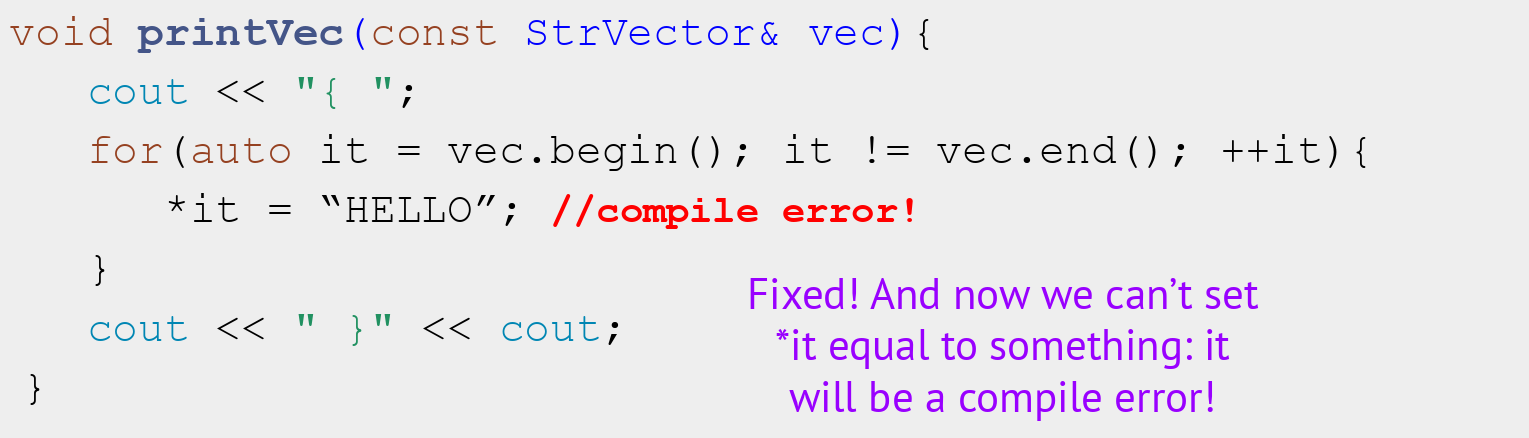 void printVec(const StrVector& vec){
cout << "{ ";
for(auto it = vec.begin(); it != vec.end(); ++it){
*it = “HELLO”; //compile error!
}
cout << " }" << cout;
}
Fixed! And now we can’t set
*it equal to something: it
will be a compile error!